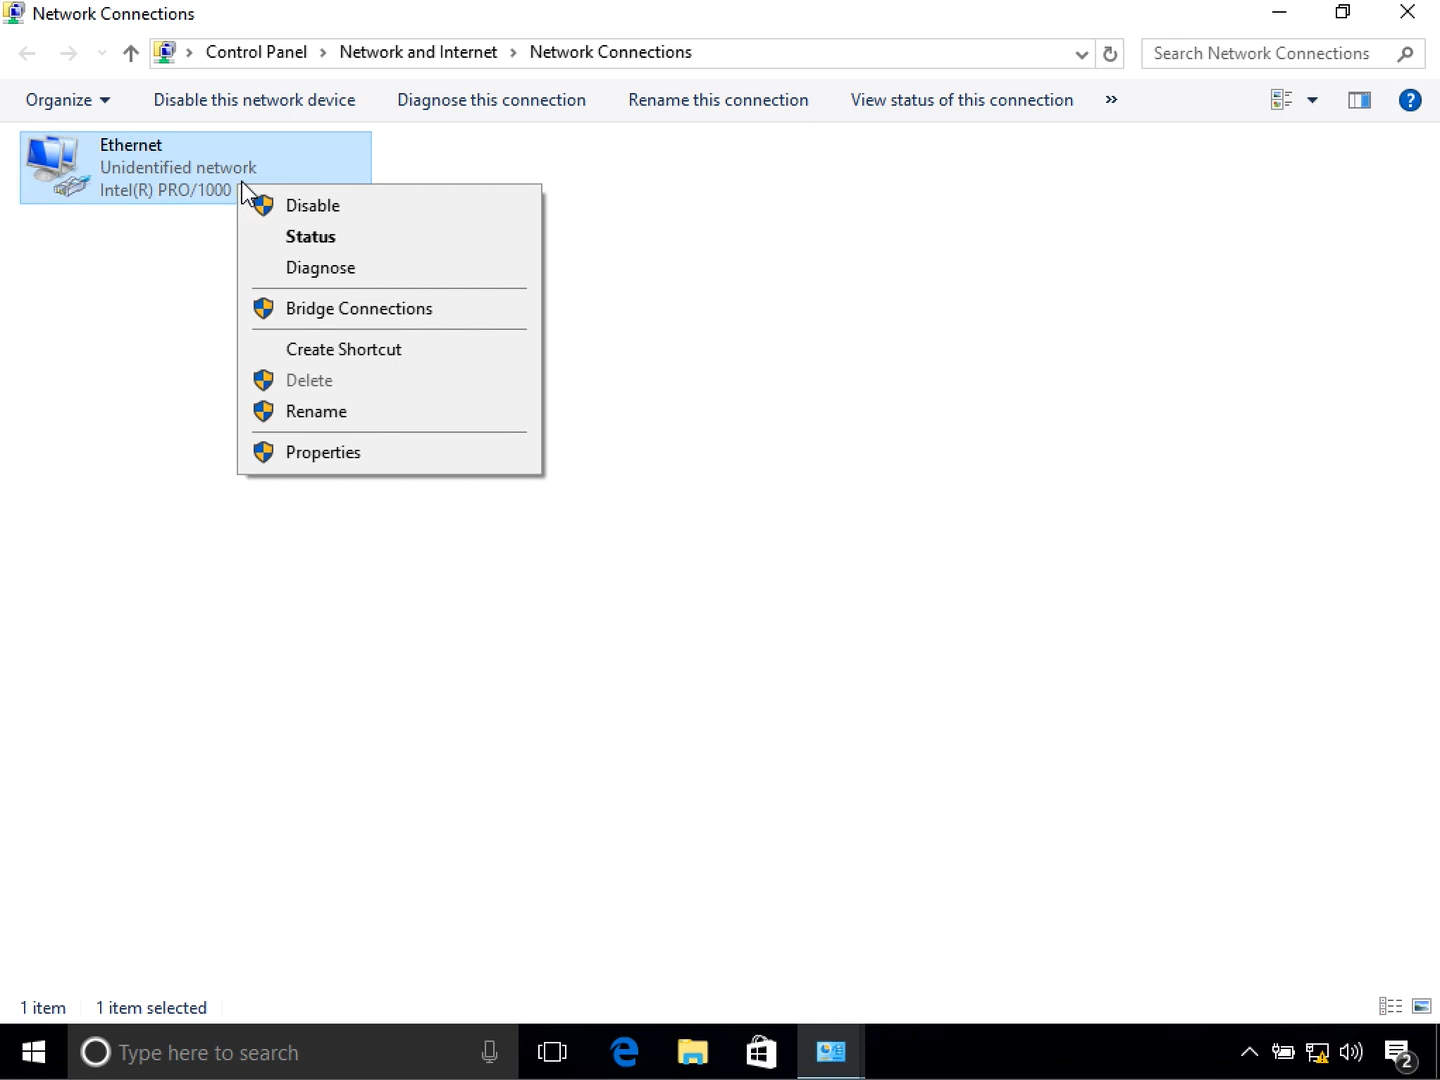 Network Connections
Control Panel > Network and Internet > Network Connections
Search Network Connections
Organize
Disable this network device
Diagnose this connection
Rename this connection
View status of this connection
»
Ethernet
Unidentified network
Intel(R) PRO/1000
Disable
Status
Diagnose
Bridge Connections
Create Shortcut
Delete
Rename
Properties
1 item
1 item selected
Type here to search
2